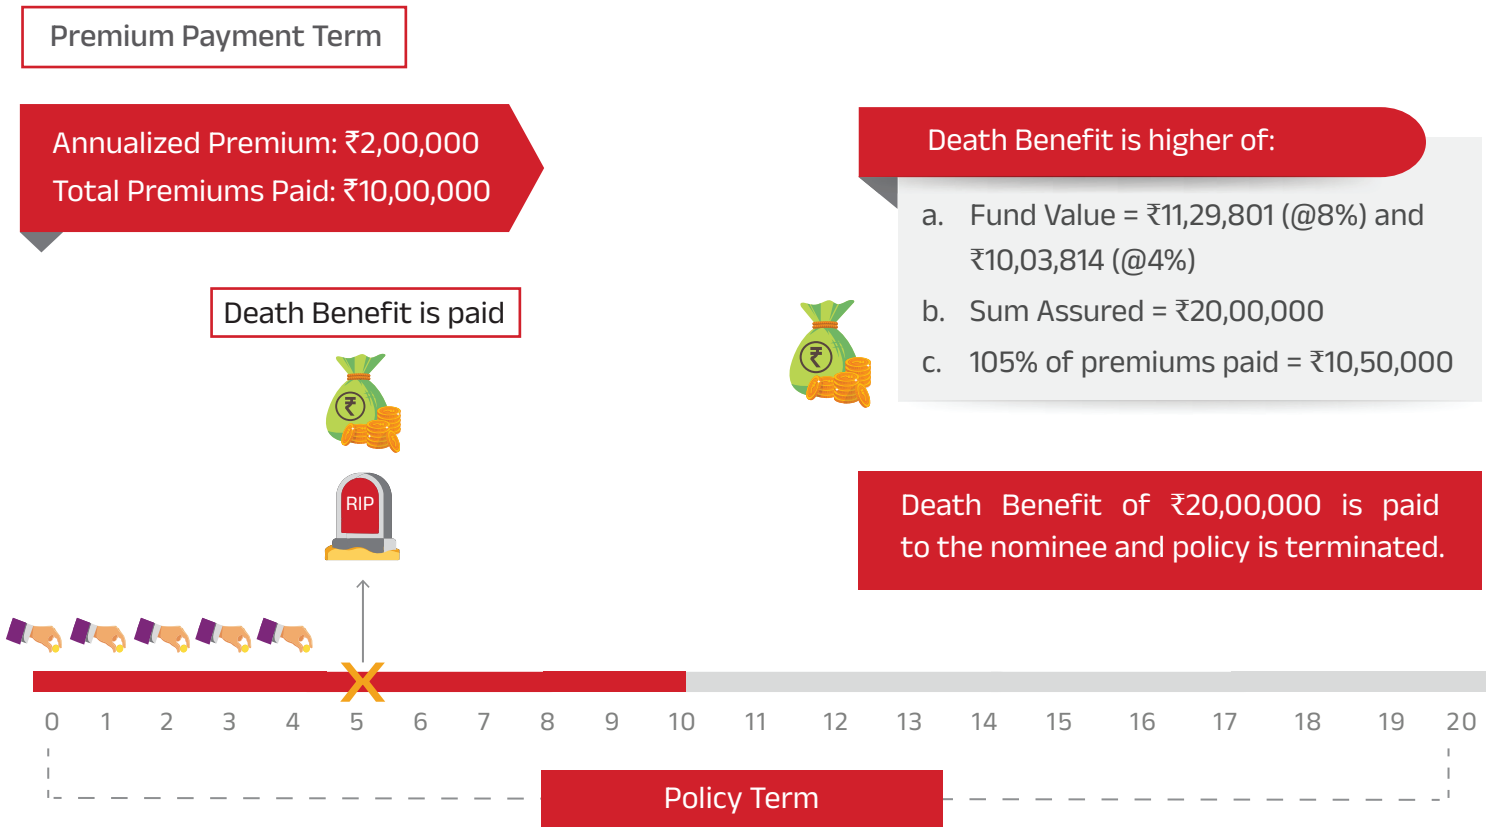 Premium Payment Term
Annualized Premium: ₹2,00,000
Total Premiums Paid: ₹10,00,000
Death Benefit is paid
₹
RIP
Death Benefit is higher of:
a. Fund Value = ₹11,29,801 (@8%) and
₹10,03,814 (@4%)
b. Sum Assured = ₹20,00,000
c. 105% of premiums paid = ₹10,50,000
₹
Death Benefit of ₹20,00,000 is paid
to the nominee and policy is terminated.
X
0 1 2 3 4 5 6 7 8 9 10 11 12 13 14 15 16 17 18 19 20
Policy Term